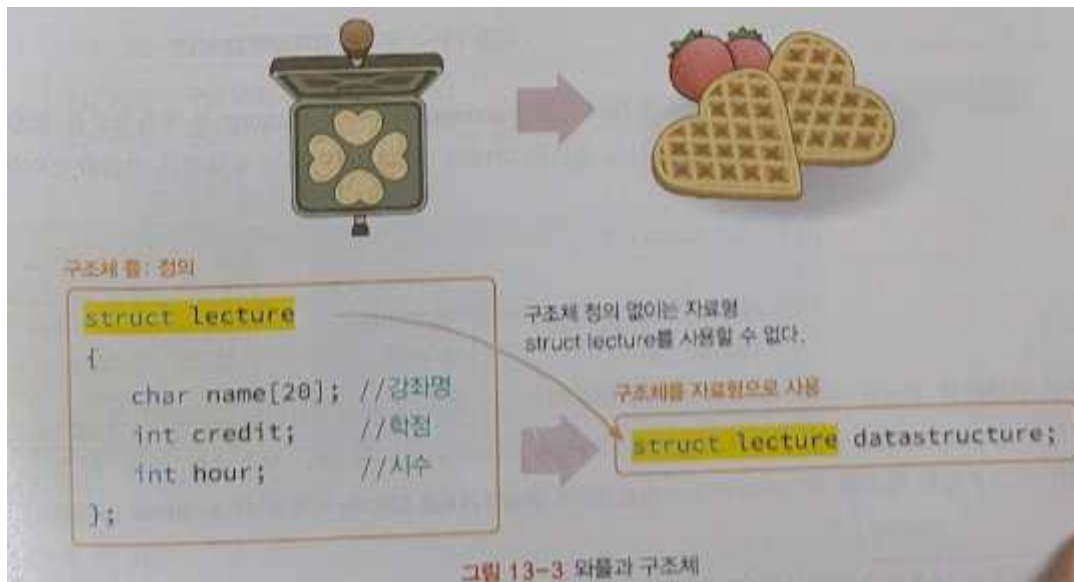 구조체 틀: 정의
struct lecture
{
char name[20]; //강좌명
int credit; //학점
int hour; //시수
};
구조체 정의 없이는 자료형
struct lecture를 사용할 수 없다.
구조체를 자료형으로 사용
struct lecture datastructure;
그림 13-3 와플과 구조체